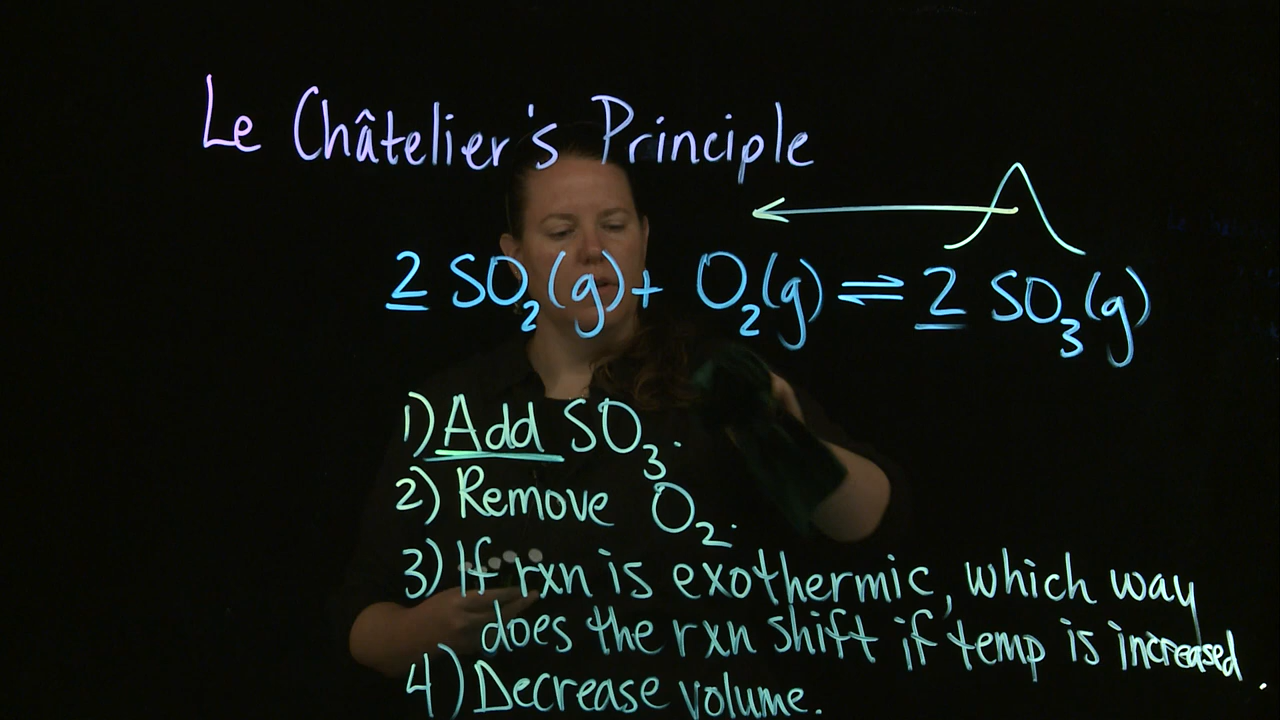 Le Châtelier's Principle
2 SO₂(g) + O₂(g) ⇌ 2 SO₃(g)
1) Add SO₃.
2) Remove O₂.
3) If rxn is exothermic, which way
does the rxn shift if temp is increased.
4) Decrease volume.